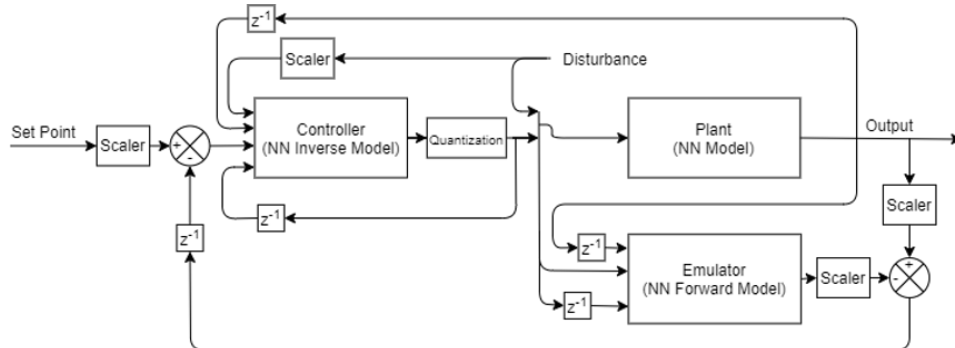 z⁻¹
Scaler
Disturbance
Set Point
Scaler
+
-
Controller
(NN Inverse Model)
Quantization
Plant
(NN Model)
Output
z⁻¹
z⁻¹
z⁻¹
z⁻¹
Emulator
(NN Forward Model)
Scaler
Scaler
+
-